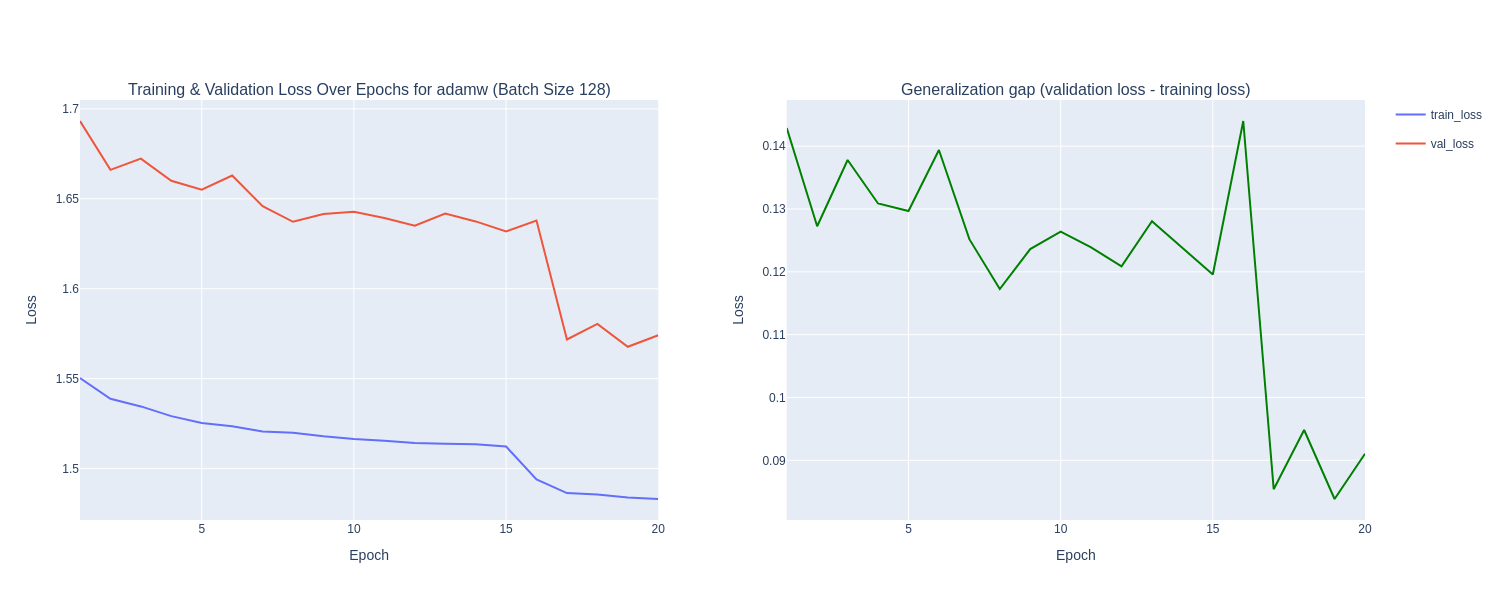 Training & Validation Loss Over Epochs for adamw (Batch Size 128)
1.7
1.65
1.6
1.55
1.5
Loss
5
10
15
20
Epoch
Generalization gap (validation loss - training loss)
0.14
0.13
0.12
0.11
0.1
0.09
Loss
5
10
15
20
Epoch
train_loss
val_loss